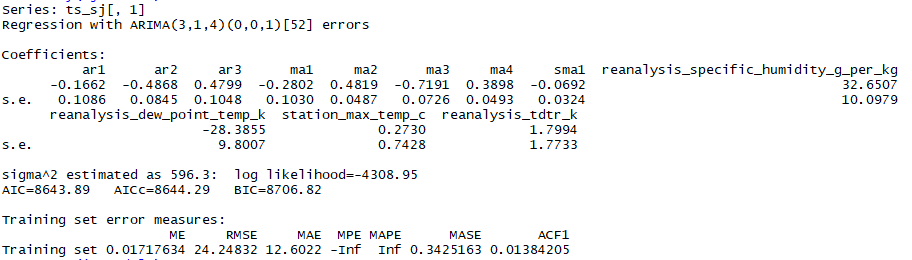 Series: ts_sj[, 1]
Regression with ARIMA(3,1,4)(0,0,1)[52] errors
Coefficients:
ar1 ar2 ar3 ma1 ma2 ma3 ma4 sma1 reanalysis_specific_humidity_g_per_kg
-0.1662 -0.4868 0.4799 -0.2802 0.4819 -0.7191 0.3898 -0.0692 32.6507
s.e. 0.1086 0.0845 0.1048 0.1030 0.0487 0.0726 0.0493 0.0324 10.0979
reanalysis_dew_point_temp_k station_max_temp_c reanalysis_tdtr_k
-28.3855 0.2730 1.7994
s.e. 9.8007 0.7428 1.7733
sigma^2 estimated as 596.3: log likelihood=-4308.95
AIC=8643.89 AICc=8644.29 BIC=8706.82
Training set error measures:
ME RMSE MAE MPE MAPE MASE ACF1
Training set 0.01717634 24.24832 12.6022 -Inf Inf 0.3425163 0.01384205